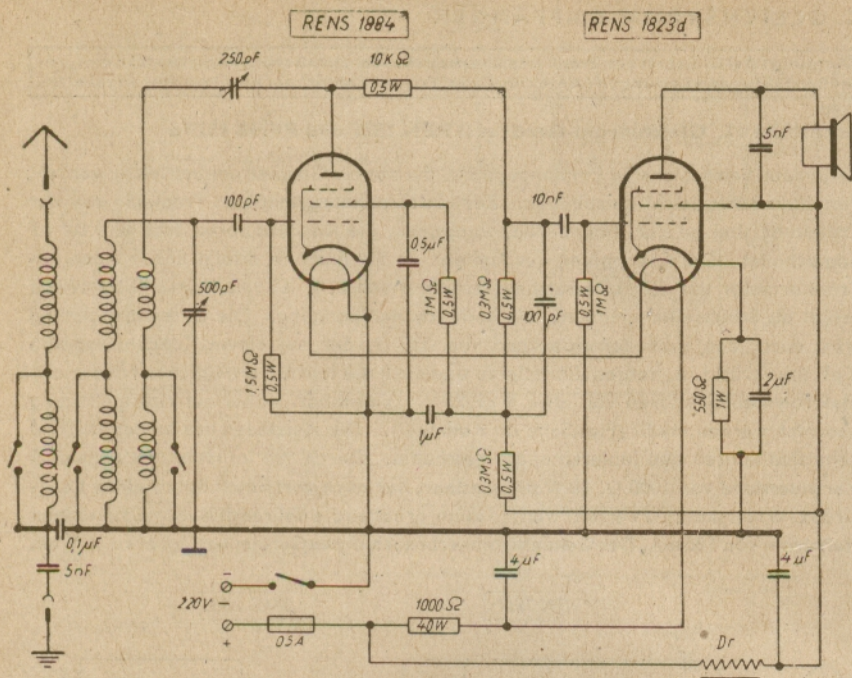 RENS 1884
RENS 1823d
250pF
10KΩ
0,5W
5nF
100pF
10nF
0,5µF
1MΩ
0,5W
0.3MΩ
0,5W
100pF
0,5W
1MΩ
500pF
1,5MΩ
0,5W
1µF
550Ω
1W
2µF
0.3MΩ
0,5W
0,1µF
5nF
4µF
4µF
220V
−
−
+
0.5A
1000Ω
40W
Dr